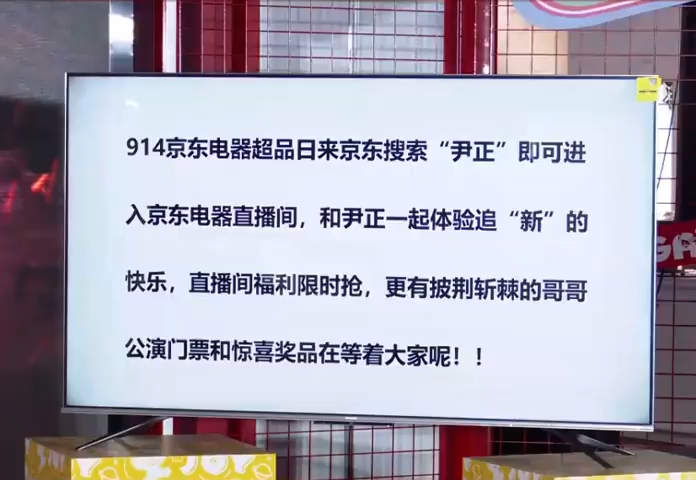 914京东电器超品日来京东搜索“尹正”即可进
入京东电器直播间，和尹正一起体验追“新”的
快乐，直播间福利限时抢，更有披荆斩棘的哥哥
公演门票和惊喜奖品在等着大家呢！！